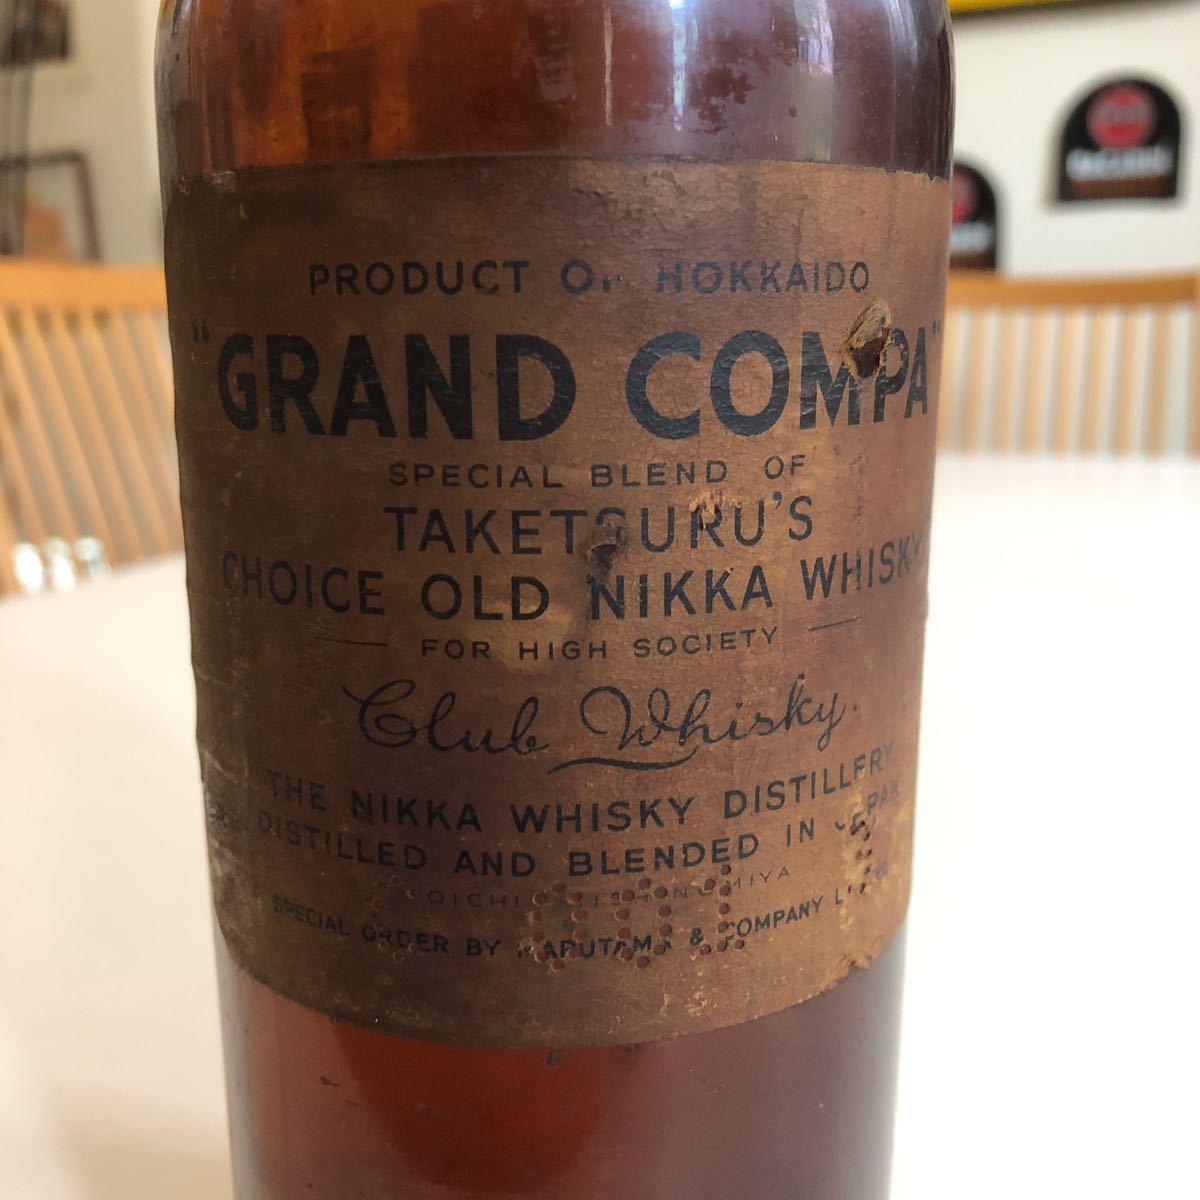 PRODUCT OF HOKKAIDO
"GRAND COMPA"
SPECIAL BLEND OF
TAKETSURU'S
CHOICE OLD NIKKA WHISKY
FOR HIGH SOCIETY
Club Whisky.
THE NIKKA WHISKY DISTILLERY
DISTILLED AND BLENDED IN JAPAN
SPECIAL ORDER BY & COMPANY